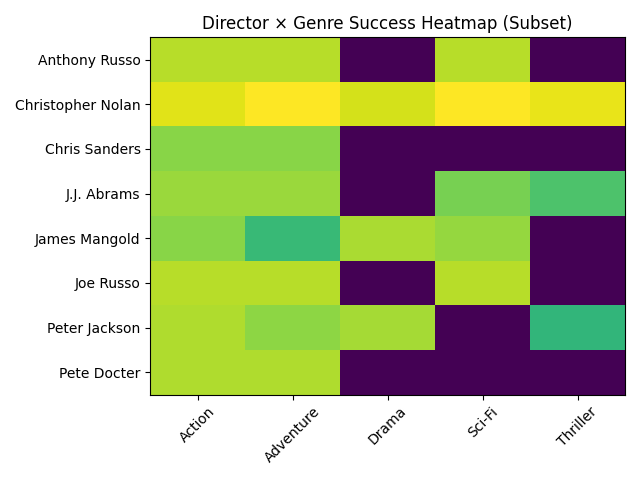 Director × Genre Success Heatmap (Subset)
Anthony Russo
Christopher Nolan
Chris Sanders
J.J. Abrams
James Mangold
Joe Russo
Peter Jackson
Pete Docter
Action
Adventure
Drama
Sci-Fi
Thriller